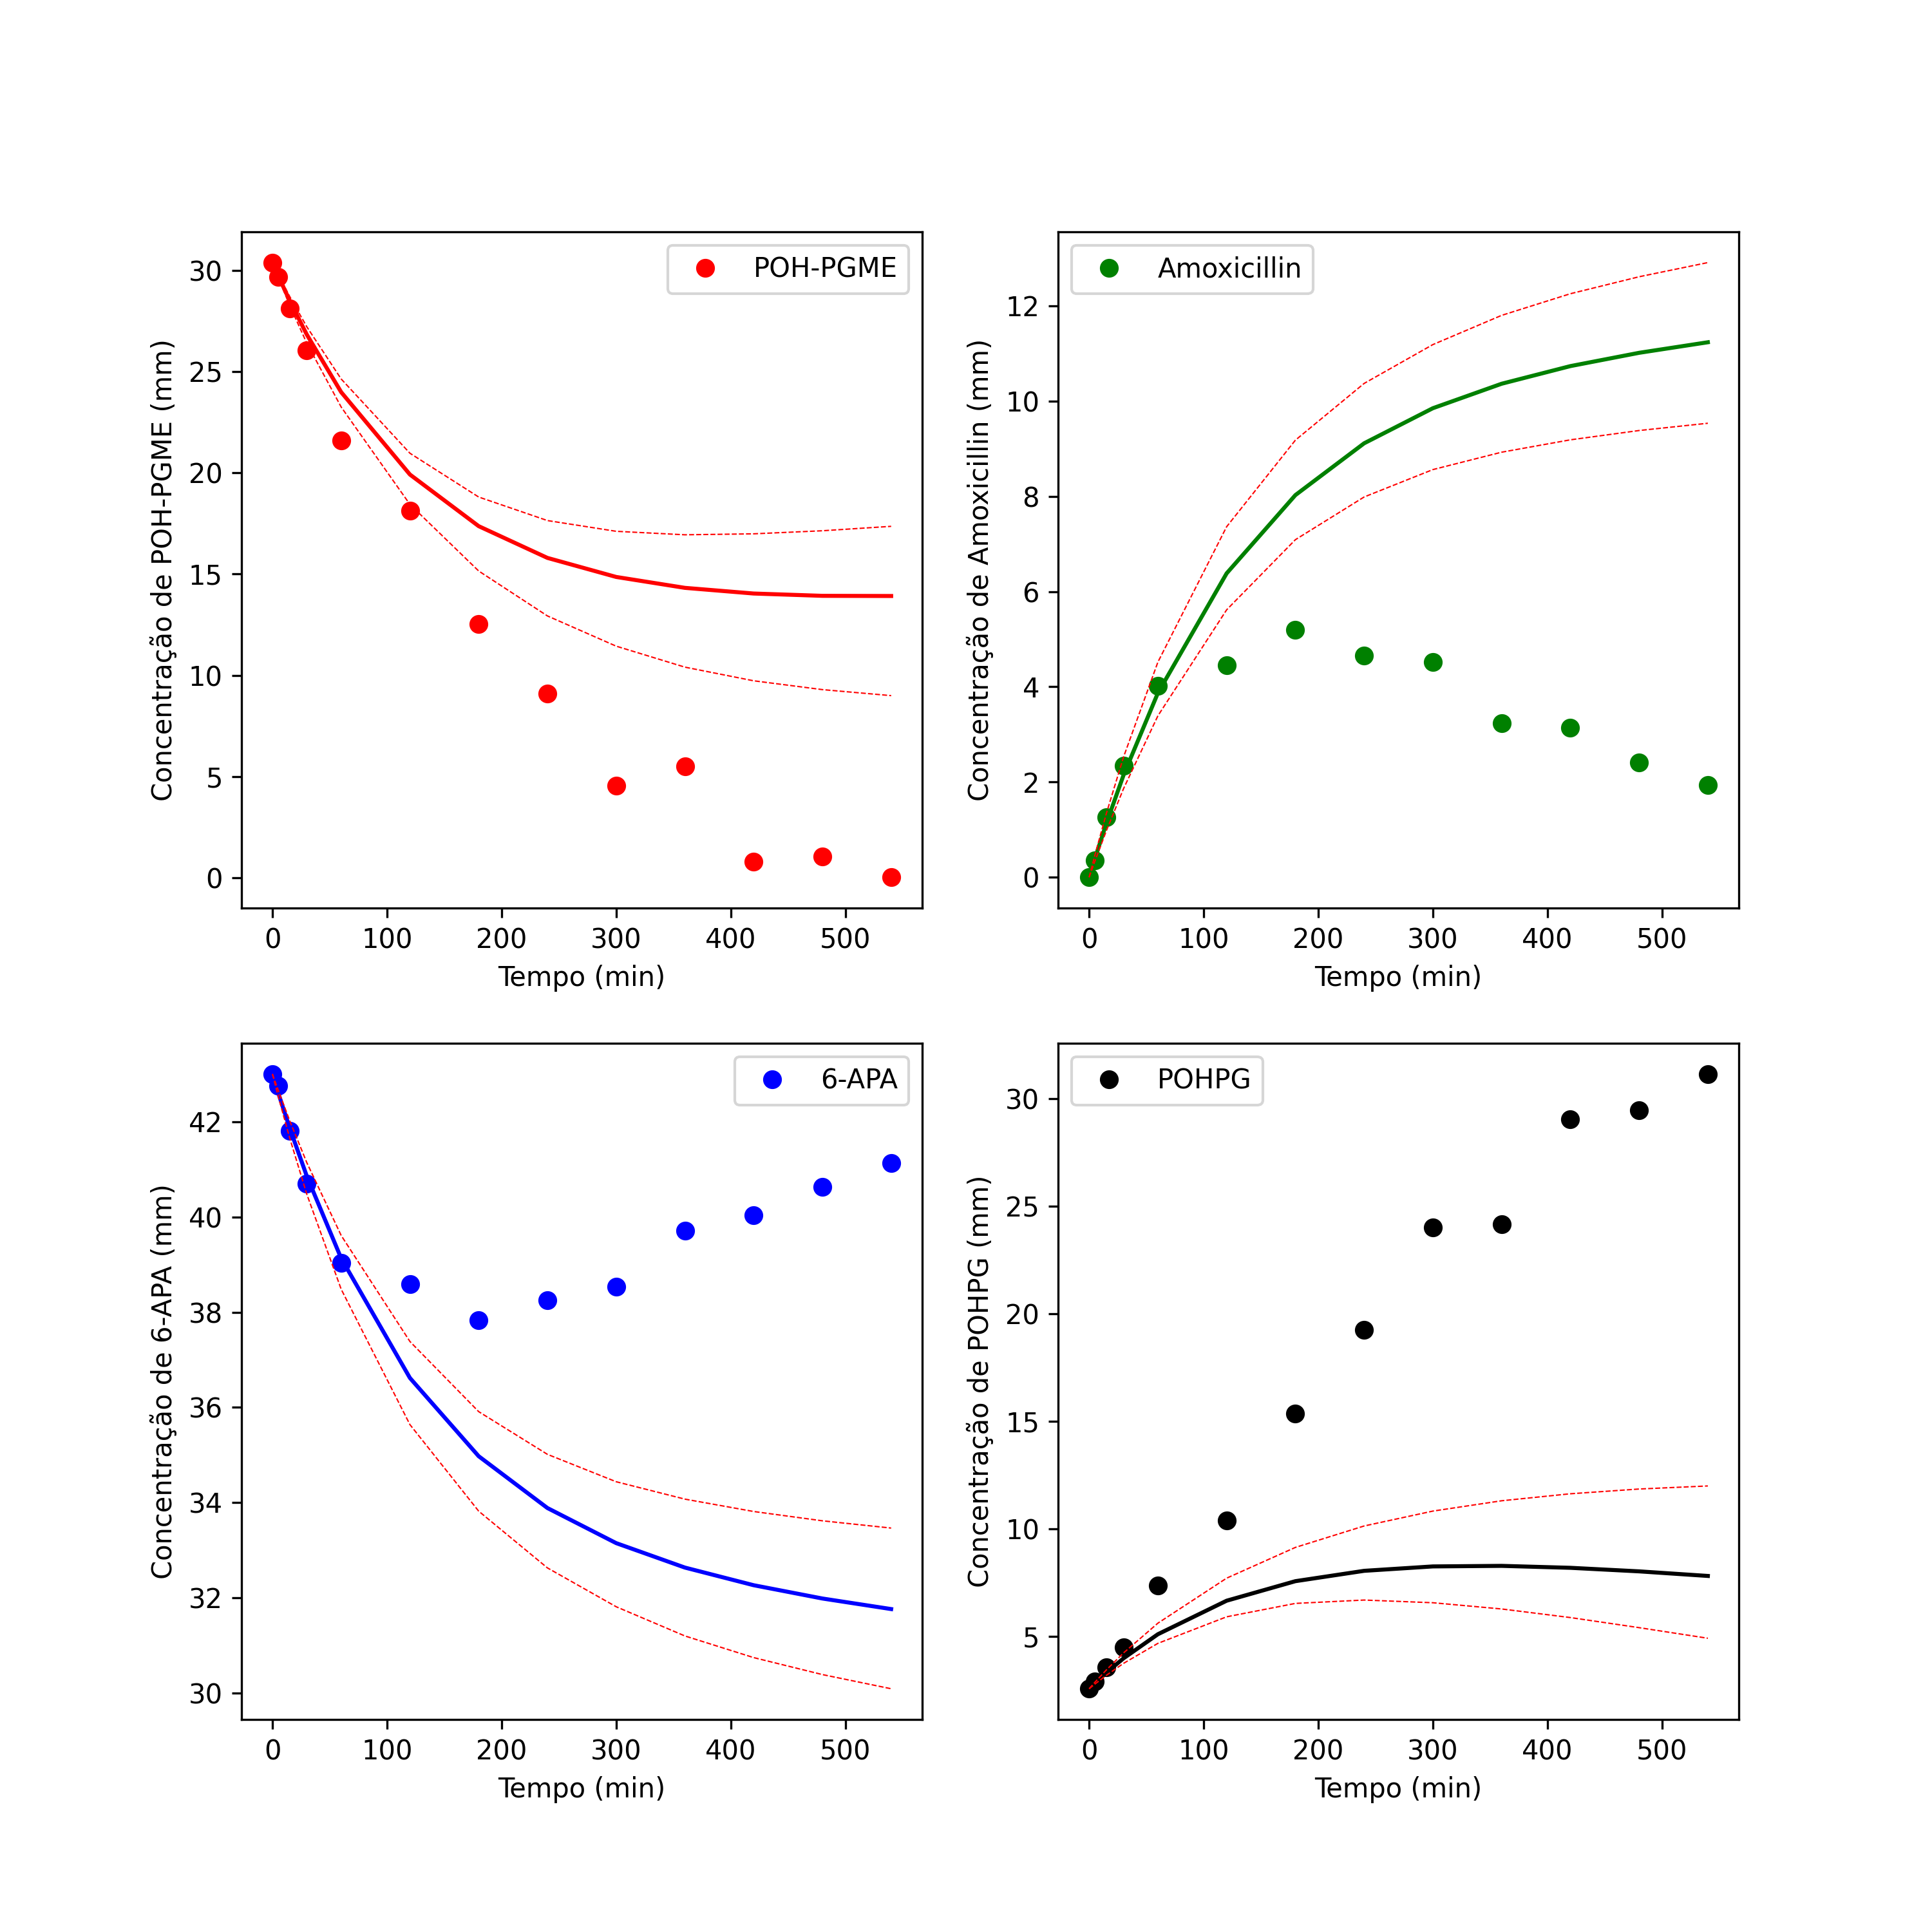 POH-PGME
Concentração de POH-PGME (mm)
30
25
20
15
10
5
0
0 100 200 300 400 500
Tempo (min)
Amoxicillin
Concentração de Amoxicillin (mm)
12
10
8
6
4
2
0
0 100 200 300 400 500
Tempo (min)
6-APA
Concentração de 6-APA (mm)
42
40
38
36
34
32
30
0 100 200 300 400 500
Tempo (min)
POHPG
Concentração de POHPG (mm)
30
25
20
15
10
5
0 100 200 300 400 500
Tempo (min)